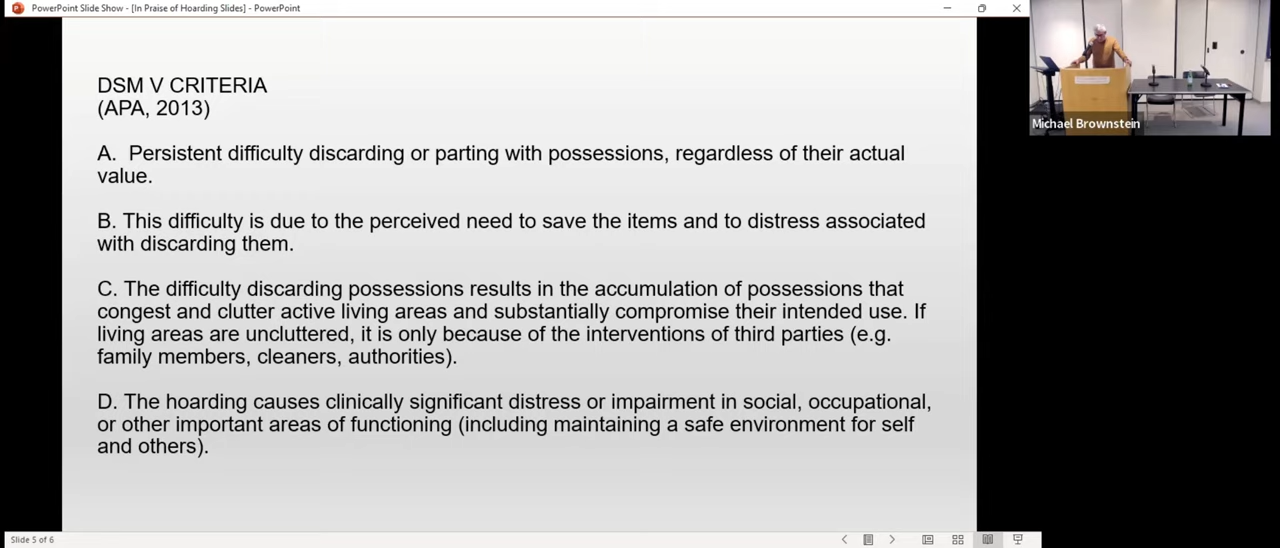 PowerPoint Slide Show - [In Praise of Hoarding Slides] - PowerPoint
DSM V CRITERIA
(APA, 2013)
A. Persistent difficulty discarding or parting with possessions, regardless of their actual
value.
B. This difficulty is due to the perceived need to save the items and to distress associated
with discarding them.
C. The difficulty discarding possessions results in the accumulation of possessions that
congest and clutter active living areas and substantially compromise their intended use. If
living areas are uncluttered, it is only because of the interventions of third parties (e.g.
family members, cleaners, authorities).
D. The hoarding causes clinically significant distress or impairment in social, occupational,
or other important areas of functioning (including maintaining a safe environment for self
and others).
Michael Brownstein
Slide 5 of 6